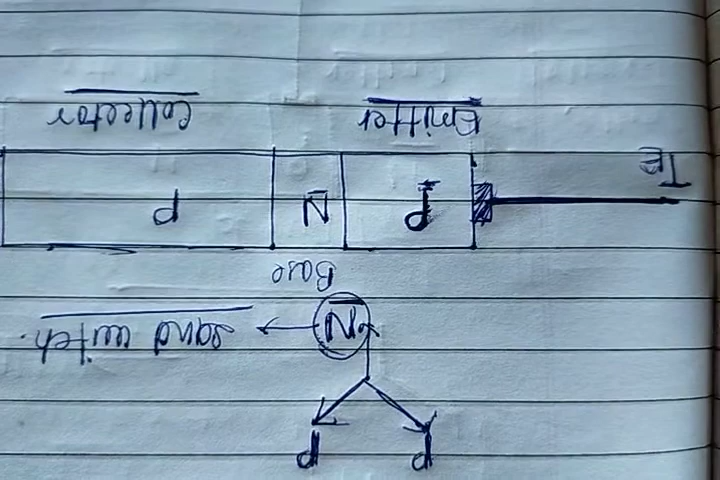 P P
N sand witch.
Base
IE P N P
Emitter Collector